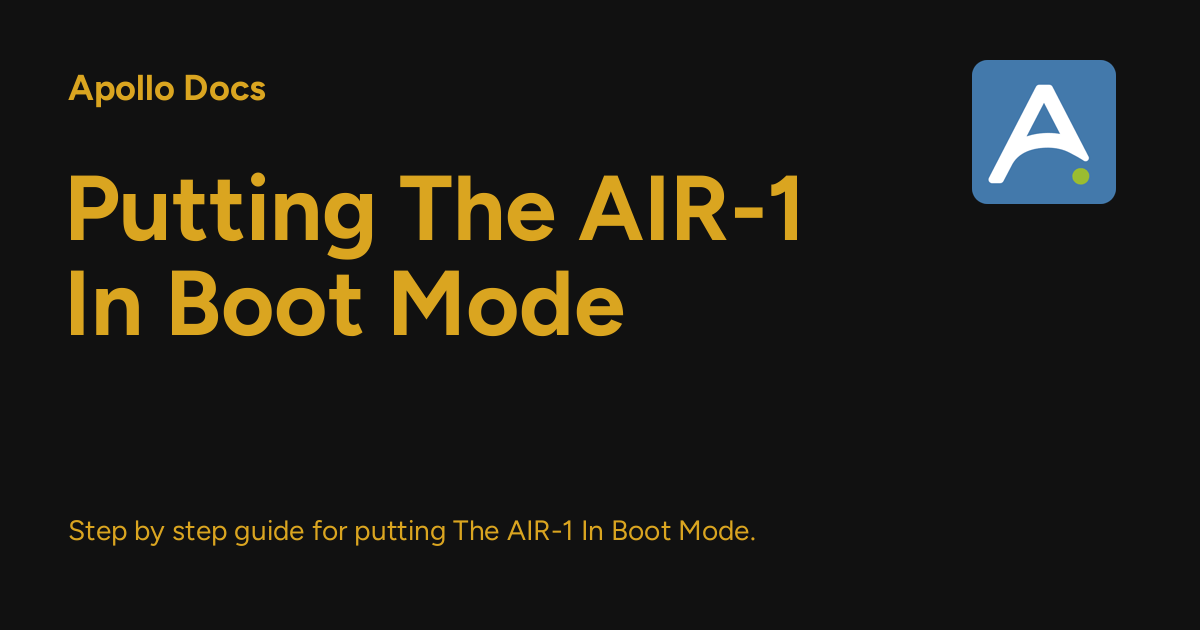 Apollo Docs
Putting The AIR-1
In Boot Mode
Step by step guide for putting The AIR-1 In Boot Mode.